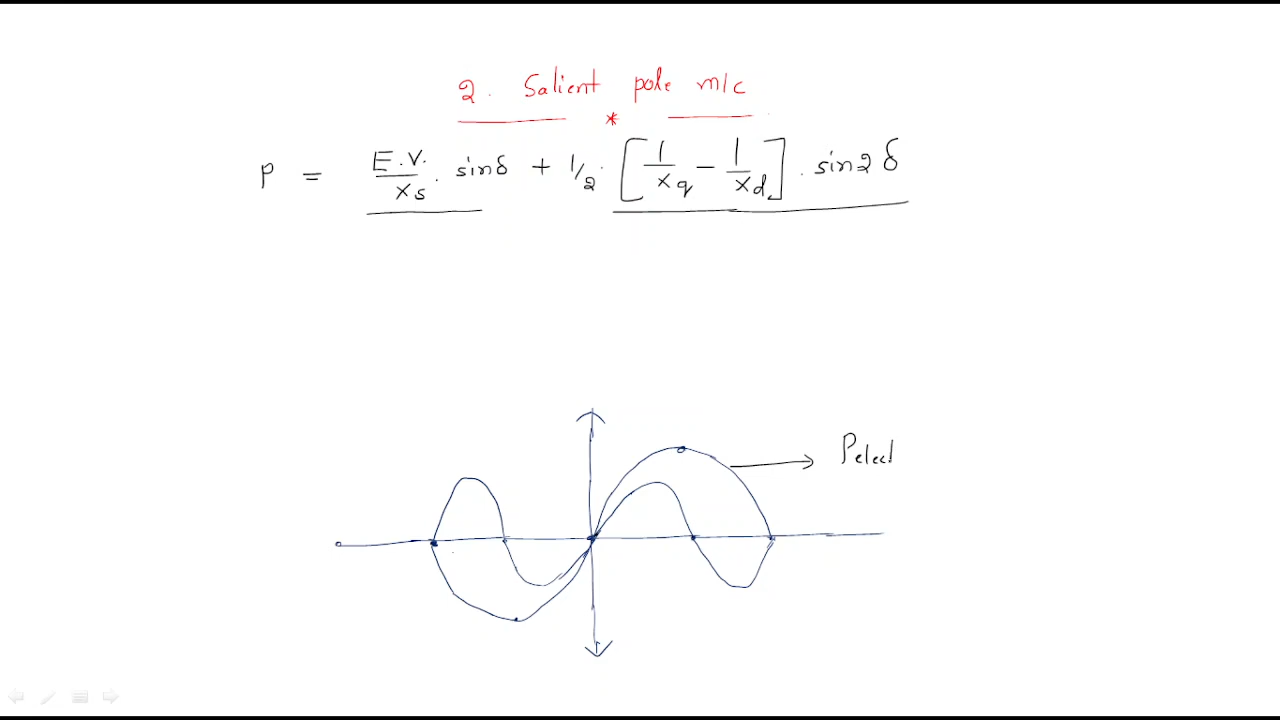 2. Salient pole m/c
*
P = E.V./Xs . sinδ + 1/2 . [1/Xq - 1/Xd] . sin2δ
Pelect